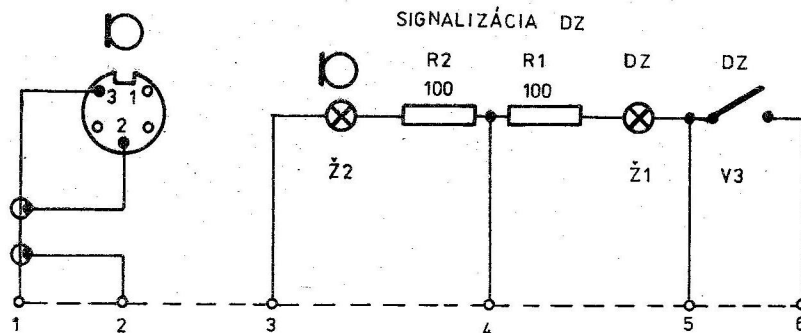 SIGNALIZÁCIA DZ
R2 R1 DZ DZ
100 100
3 1
2
Ž2 Ž1 V3
1 2 3 4 5 6